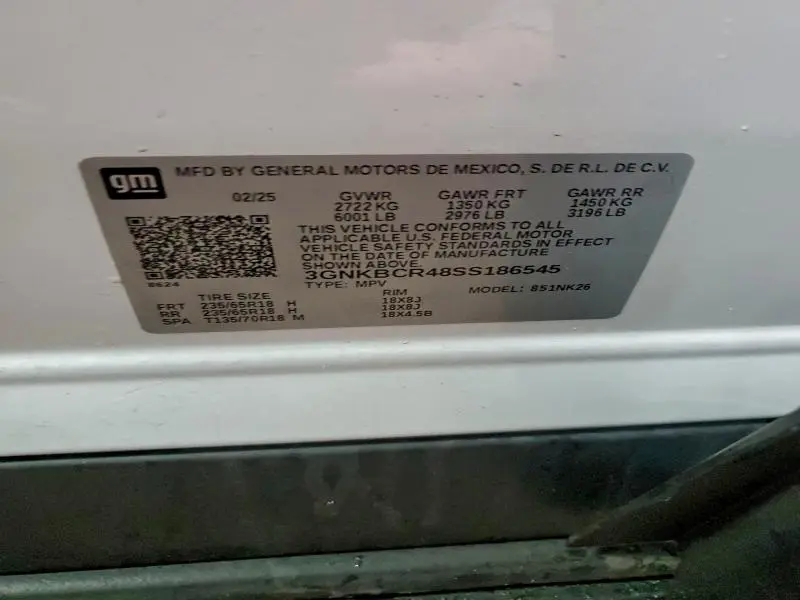 gm
MFD BY GENERAL MOTORS DE MEXICO, S. DE R.L. DE C.V.
02/25 GVWR GAWR FRT GAWR RR
2722 KG 1350 KG 1450 KG
6001 LB 2976 LB 3196 LB
THIS VEHICLE CONFORMS TO ALL
APPLICABLE U.S. FEDERAL MOTOR
VEHICLE SAFETY STANDARDS IN EFFECT
ON THE DATE OF MANUFACTURE
SHOWN ABOVE.
3GNKBCR48SS186545
8624
TYPE: MPV MODEL: 851NK26
TIRE SIZE RIM
FRT 235/65R18 H 18X8J
RR 235/65R18 H 18X8J
SPA T135/70R18 M 18X4.5B